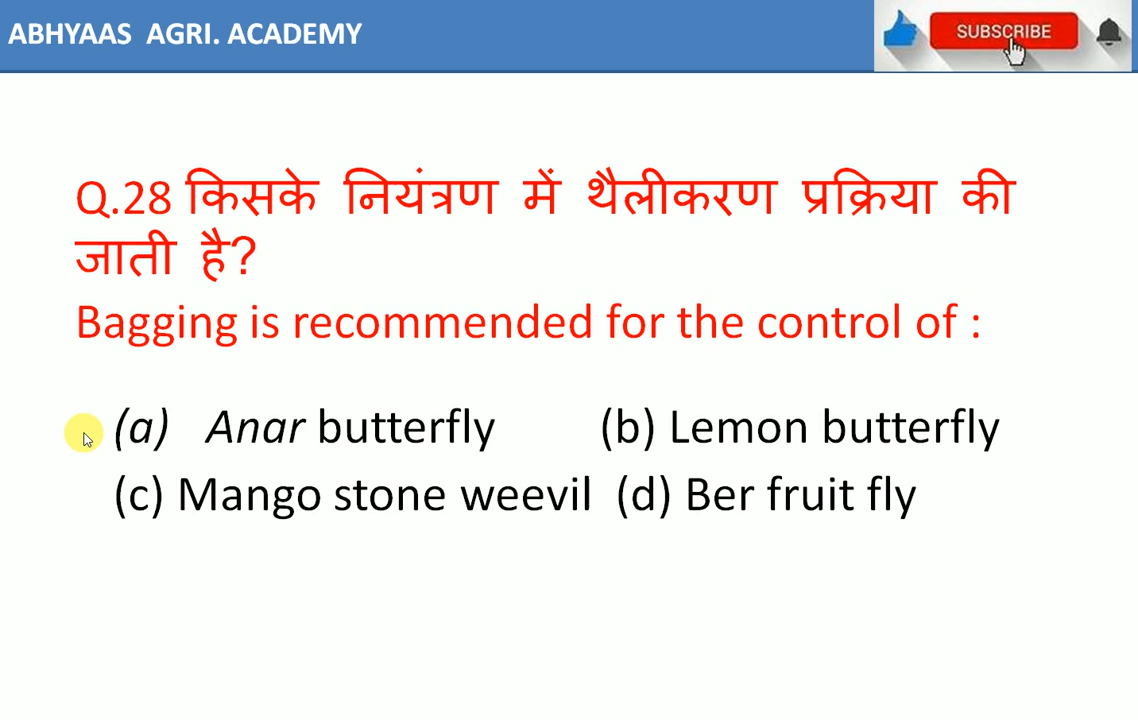 ABHYAAS AGRI. ACADEMY
SUBSCRIBE
Q.28 किसके नियंत्रण में थैलीकरण प्रक्रिया की
जाती है?
Bagging is recommended for the control of :
(a) Anar butterfly (b) Lemon butterfly
(c) Mango stone weevil (d) Ber fruit fly